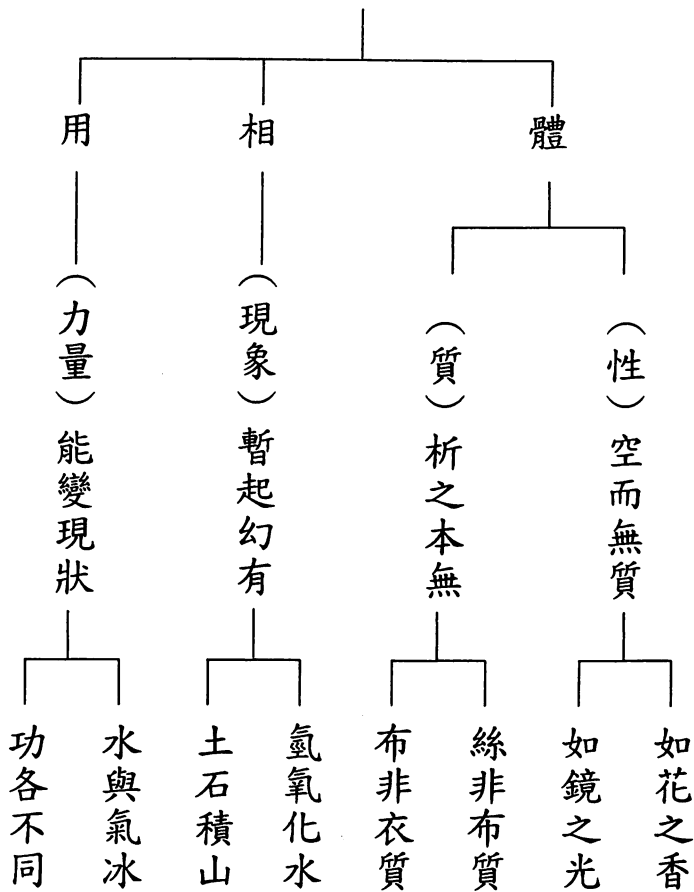 體
相
用
（性）空而無質
（質）析之本無
（現象）暫起幻有
（力量）能變現狀
如花之香
如鏡之光
絲非布質
布非衣質
氫氧化水
土石積山
水與氣冰
功各不同